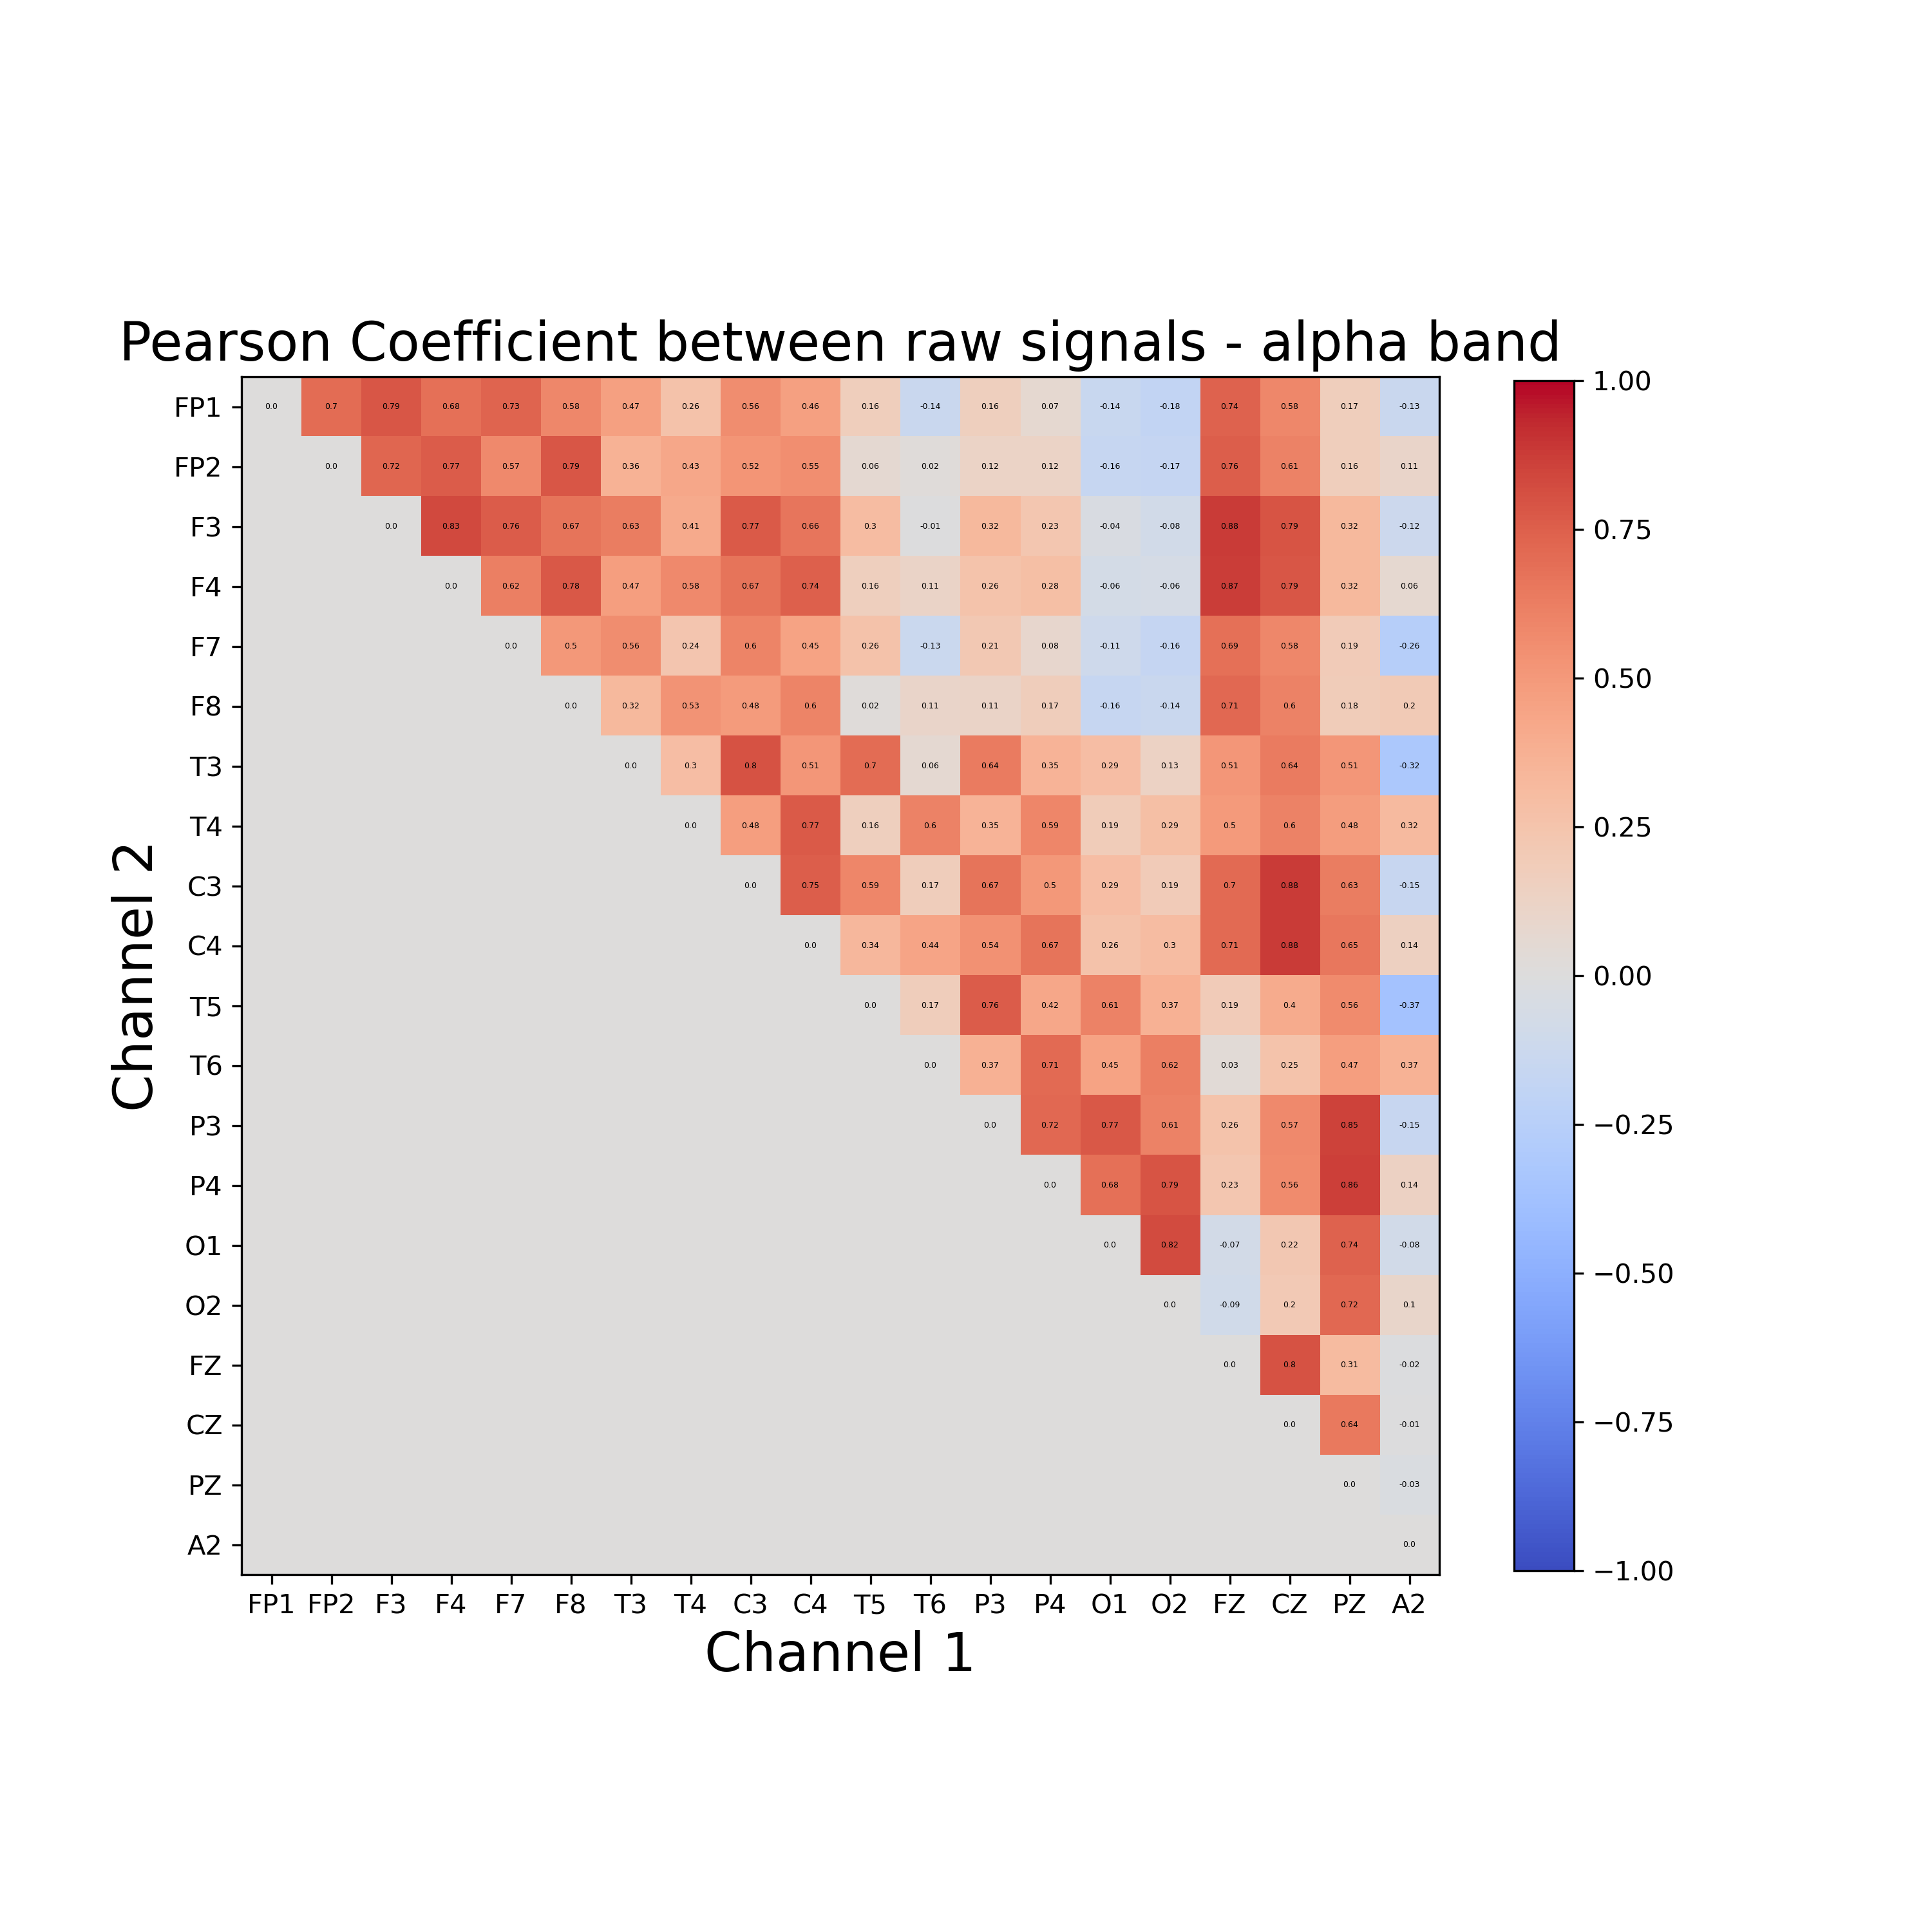 Pearson Coefficient between raw signals - alpha band
FP1 0.0 0.7 0.79 0.68 0.73 0.58 0.47 0.26 0.56 0.46 0.16 -0.14 0.16 0.07 -0.14 -0.18 0.74 0.58 0.17 -0.13
FP2 0.0 0.72 0.77 0.57 0.79 0.36 0.43 0.52 0.55 0.06 0.02 0.12 0.12 -0.16 -0.17 0.76 0.61 0.16 0.11
F3 0.0 0.83 0.76 0.67 0.63 0.41 0.77 0.66 0.3 -0.01 0.32 0.23 -0.04 -0.08 0.88 0.79 0.32 -0.12
F4 0.0 0.62 0.78 0.47 0.58 0.67 0.74 0.16 0.11 0.26 0.28 -0.06 -0.06 0.87 0.79 0.32 0.06
F7 0.0 0.5 0.56 0.24 0.6 0.45 0.26 -0.13 0.21 0.08 -0.11 -0.16 0.69 0.58 0.19 -0.26
F8 0.0 0.32 0.53 0.48 0.6 0.02 0.11 0.11 0.17 -0.16 -0.14 0.71 0.6 0.18 0.2
T3 0.0 0.3 0.8 0.51 0.7 0.06 0.64 0.35 0.29 0.13 0.51 0.64 0.51 -0.32
T4 0.0 0.48 0.77 0.16 0.6 0.35 0.59 0.19 0.29 0.5 0.6 0.48 0.32
C3 0.0 0.75 0.59 0.17 0.67 0.5 0.29 0.19 0.7 0.88 0.63 -0.15
C4 0.0 0.34 0.44 0.54 0.67 0.26 0.3 0.71 0.88 0.65 0.14
T5 0.0 0.17 0.76 0.42 0.61 0.37 0.19 0.4 0.56 -0.37
T6 0.0 0.37 0.71 0.45 0.62 0.03 0.25 0.47 0.37
P3 0.0 0.72 0.77 0.61 0.26 0.57 0.85 -0.15
P4 0.0 0.68 0.79 0.23 0.56 0.86 0.14
O1 0.0 0.82 -0.07 0.22 0.74 -0.08
O2 0.0 -0.09 0.2 0.72 0.1
FZ 0.0 0.8 0.31 -0.02
CZ 0.0 0.64 -0.01
PZ 0.0 -0.03
A2 0.0
FP1 FP2 F3 F4 F7 F8 T3 T4 C3 C4 T5 T6 P3 P4 O1 O2 FZ CZ PZ A2
Channel 1
Channel 2
1.00
0.75
0.50
0.25
0.00
−0.25
−0.50
−0.75
−1.00